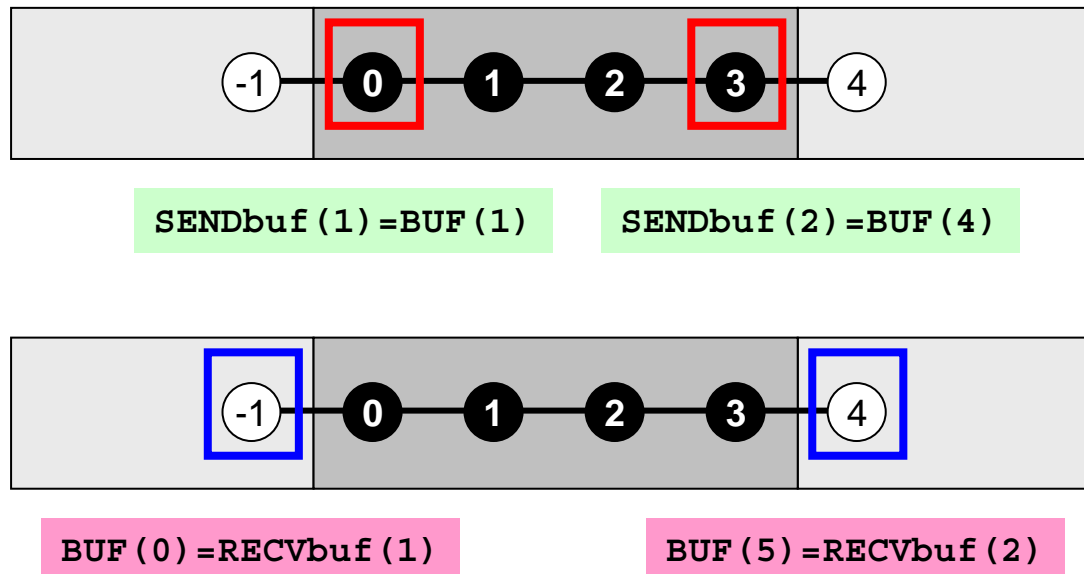 -1 0 1 2 3 4
SENDbuf(1)=BUF(1) SENDbuf(2)=BUF(4)
-1 0 1 2 3 4
BUF(0)=RECVbuf(1) BUF(5)=RECVbuf(2)